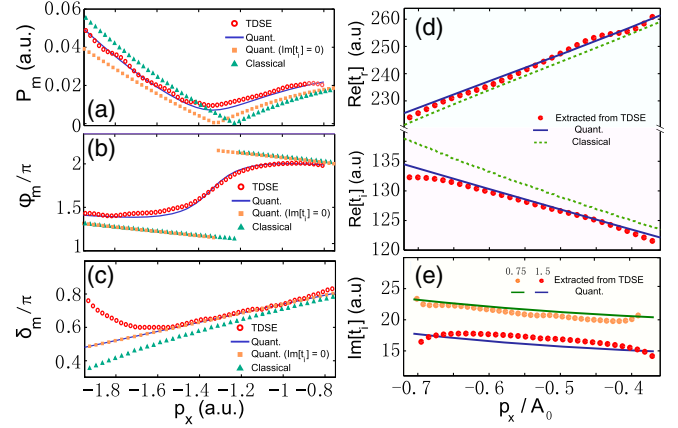 0.06
0.04
0.02
0
P_m (a.u.)
(a)
TDSE
Quant.
Quant. (Im[t_i] = 0)
Classical
2
1.5
1
φ_m/π
(b)
TDSE
Quant.
Quant. (Im[t_i] = 0)
Classical
0.8
0.6
0.4
δ_m/π
(c)
TDSE
Quant.
Quant. (Im[t_i] = 0)
Classical
−1.8 −1.6 −1.4 −1.2 −1 −0.8
p_x (a.u.)
260
250
240
230
Re[t_r] (a.u)
(d)
Extracted from TDSE
Quant.
Classical
135
130
125
120
Re[t_i] (a.u)
25
20
15
Im[t_i] (a.u)
(e)
0.75 1.5
Extracted from TDSE
Quant.
−0.7 −0.6 −0.5 −0.4
p_x / A_0